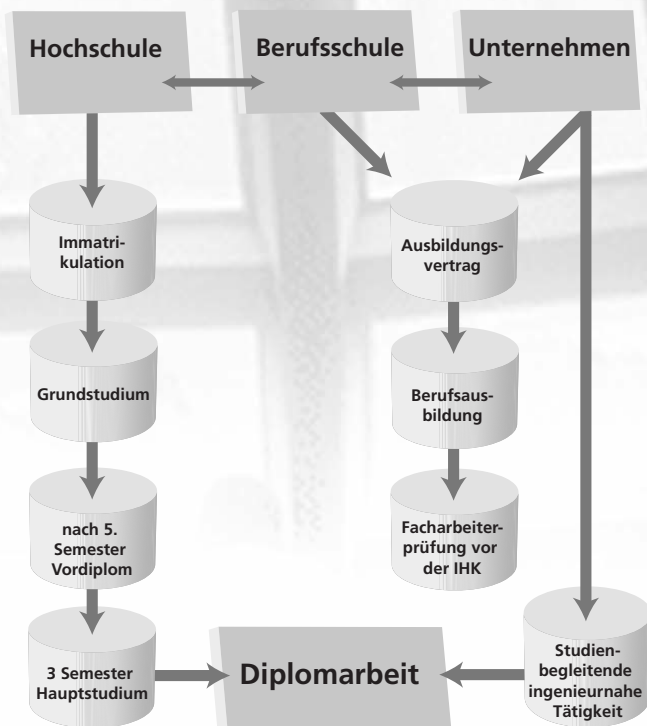 Hochschule
Berufsschule
Unternehmen
Immatri-
kulation
Ausbildungs-
vertrag
Grundstudium
Berufsaus-
bildung
nach 5.
Semester
Vordiplom
Facharbeiter-
prüfung vor
der IHK
3 Semester
Hauptstudium
Diplomarbeit
Studien-
begleitende
ingenieurnahe
Tätigkeit